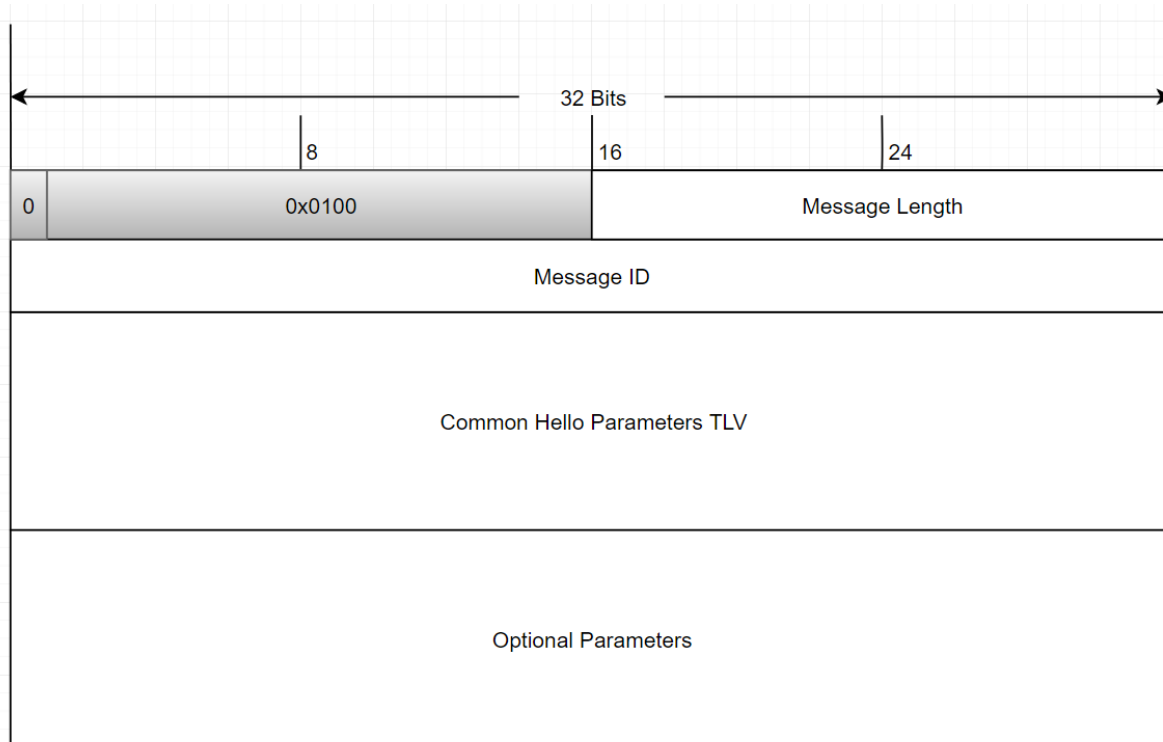 32 Bits
8 16 24
0 0x0100 Message Length
Message ID
Common Hello Parameters TLV
Optional Parameters